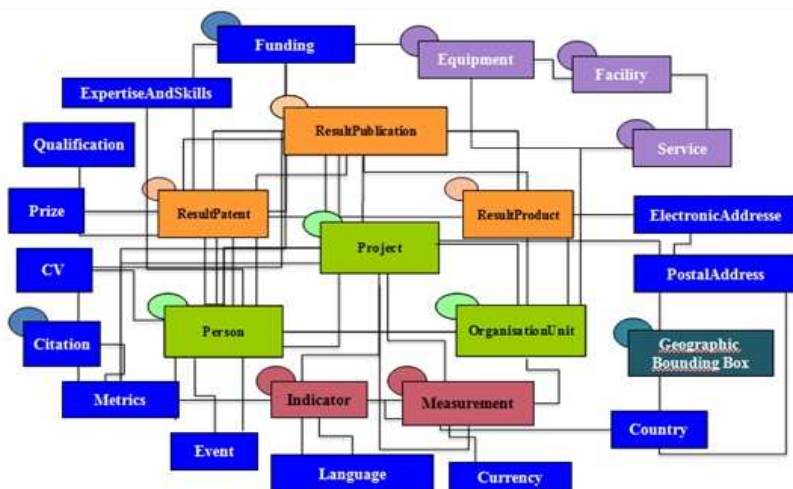 Funding
Equipment
Facility
ExpertiseAndSkills
ResultPublication
Qualification
Service
Prize
ResultPatent
ResultProduct
ElectronicAddresse
Project
CV
PostalAddress
Person
OrganisationUnit
Citation
Geographic
Bounding Box
Metrics
Indicator
Measurement
Country
Event
Language
Currency